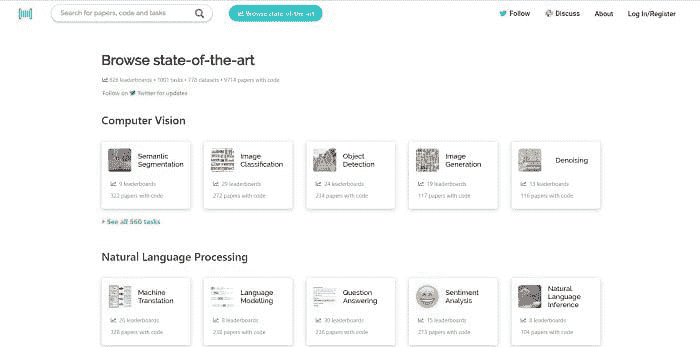 Search for papers, code and tasks
Browse state-of-the-art
Follow
Discuss
About
Log In/Register
Browse state-of-the-art
626 leaderboards • 1001 tasks • 778 datasets • 9714 papers with code
Follow on Twitter for updates
Computer Vision
Semantic
Segmentation
9 leaderboards
322 papers with code
Image
Classification
29 leaderboards
272 papers with code
Object
Detection
24 leaderboards
234 papers with code
Image
Generation
19 leaderboards
117 papers with code
Denoising
13 leaderboards
116 papers with code
See all 560 tasks
Natural Language Processing
Machine
Translation
26 leaderboards
328 papers with code
Language
Modelling
8 leaderboards
papers with code
Question
Answering
30 leaderboards
papers with code
Sentiment
Analysis
15 leaderboards
213 papers with code
Natural
Language
Inference
8 leaderboards
104 papers with code